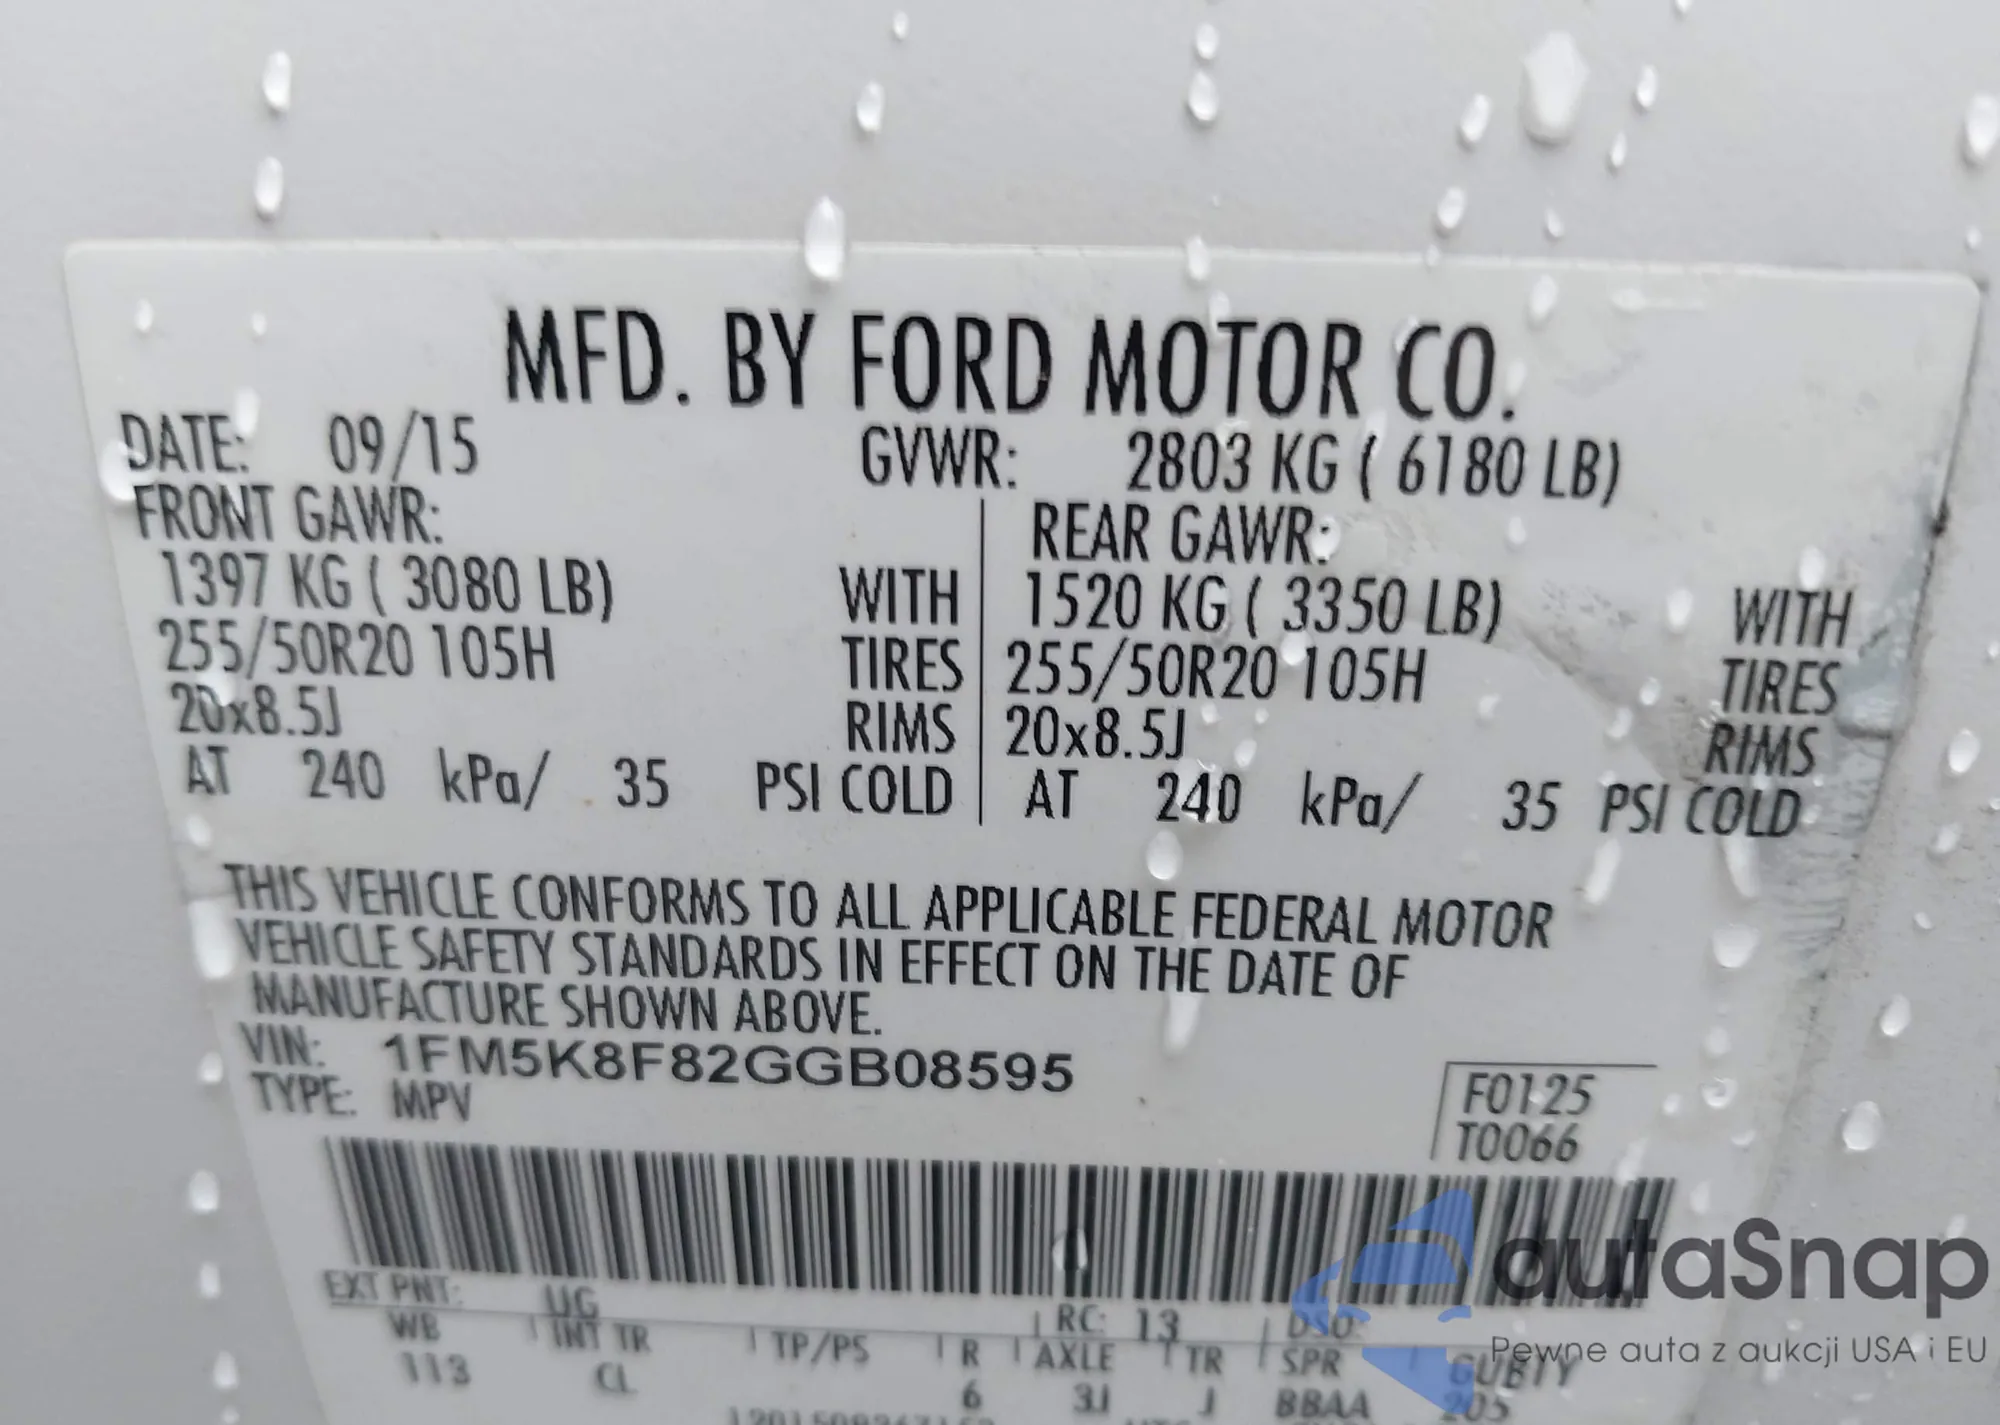 MFD. BY FORD MOTOR CO.
DATE: 09/15 GVWR: 2803 KG ( 6180 LB)
FRONT GAWR: REAR GAWR:
1397 KG ( 3080 LB) WITH 1520 KG ( 3350 LB) WITH
255/50R20 105H TIRES 255/50R20 105H TIRES
20x8.5J RIMS 20x8.5J RIMS
AT 240 kPa/ 35 PSI COLD AT 240 kPa/ 35 PSI COLD
THIS VEHICLE CONFORMS TO ALL APPLICABLE FEDERAL MOTOR
VEHICLE SAFETY STANDARDS IN EFFECT ON THE DATE OF
MANUFACTURE SHOWN ABOVE.
VIN: 1FM5K8F82GGB08595
TYPE: MPV
F0125
T0066
EXT PNT: UG RC: 13 DSO:
WB INT TR TP/PS R AXLE TR SPR
113 CL 6 3J J BBAA 205
autaSnap
Pewne auta z aukcji USA i EU